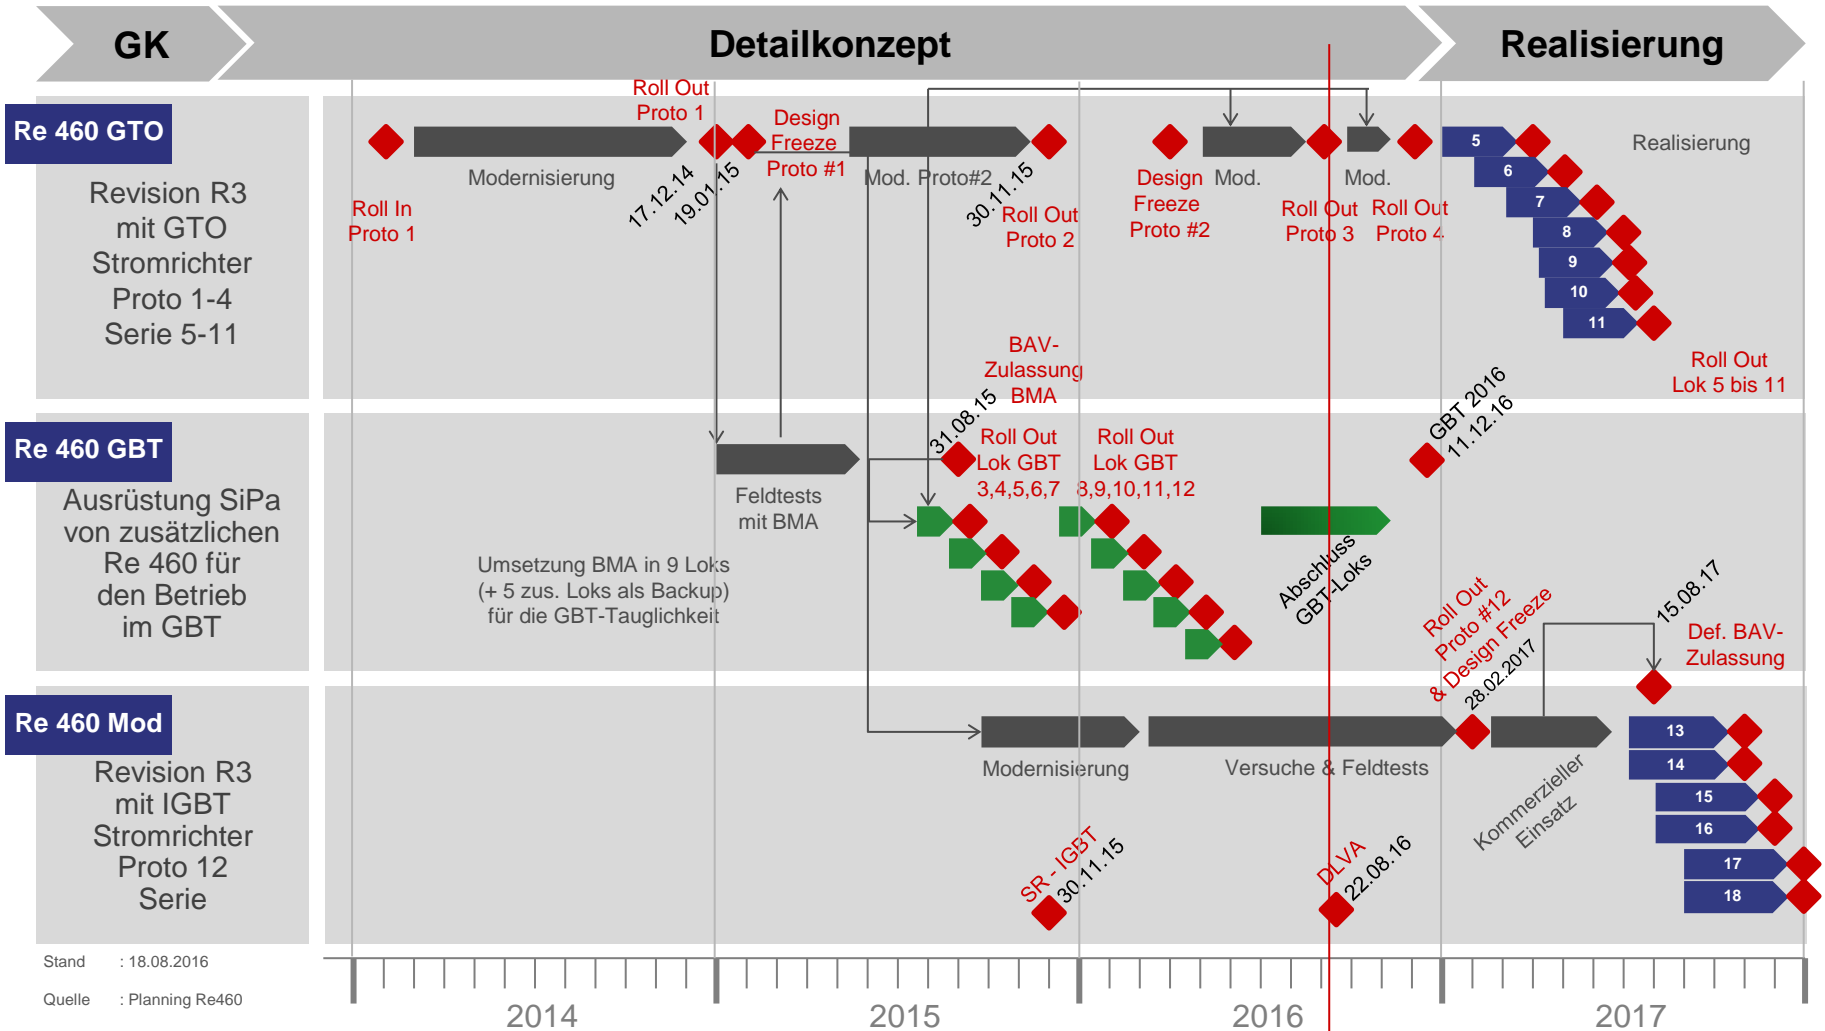 GK
Detailkonzept
Realisierung
Re 460 GTO
Revision R3
mit GTO
Stromrichter
Proto 1-4
Serie 5-11
Roll In
Proto 1
Modernisierung
Roll Out
Proto 1
17.12.14
19.01.15
Design
Freeze
Proto #1
Mod. Proto#2
30.11.15
Roll Out
Proto 2
Design
Freeze
Proto #2
Mod.
Roll Out
Proto 3
Mod.
Roll Out
Proto 4
5
6
7
8
9
10
11
Realisierung
Roll Out
Lok 5 bis 11
Re 460 GBT
Ausrüstung SiPa
von zusätzlichen
Re 460 für
den Betrieb
im GBT
Feldtests
mit BMA
Umsetzung BMA in 9 Loks
(+ 5 zus. Loks als Backup)
für die GBT-Tauglichkeit
BAV-
Zulassung
BMA
31.08.15
Roll Out
Lok GBT
3,4,5,6,7
Roll Out
Lok GBT
8,9,10,11,12
Abschluss
GBT-Loks
GBT 2016
11.12.16
Re 460 Mod
Revision R3
mit IGBT
Stromrichter
Proto 12
Serie
Modernisierung
Versuche & Feldtests
Roll Out
Proto #12
& Design Freeze
28.02.2017
Kommerzieller
Einsatz
15.08.17
Def. BAV-
Zulassung
SR - IGBT
30.11.15
DLVA
22.08.16
13
14
15
16
17
18
Stand : 18.08.2016
Quelle : Planning Re460
2014
2015
2016
2017